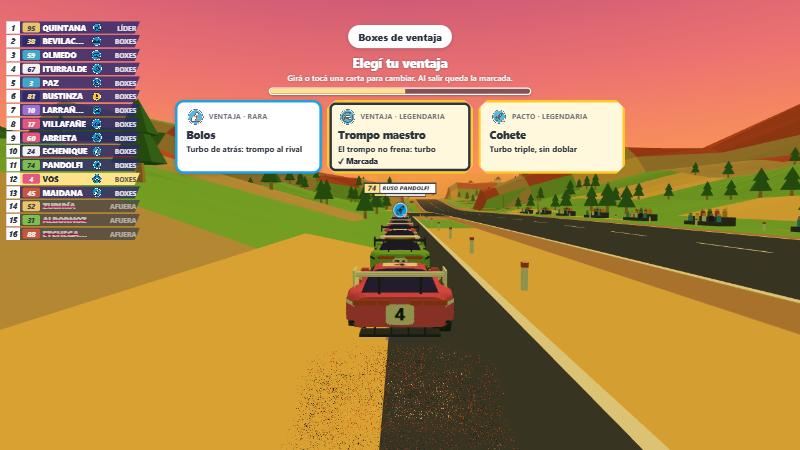 1 95 QUINTANA LÍDER
2 38 BEVILAC... BOXES
3 59 OLMEDO BOXES
4 67 ITURRALDE BOXES
5 3 PAZ BOXES
6 81 BUSTINZA BOXES
7 10 LARRAÑ... BOXES
8 17 VILLAFAÑE BOXES
9 60 ARRIETA BOXES
10 24 ECHENIQUE BOXES
11 74 PANDOLFI BOXES
12 4 VOS BOXES
13 45 MAIDANA BOXES
14 52 AFUERA
15 31 AFUERA
16 88 AFUERA
Boxes de ventaja
Elegí tu ventaja
Girá o tocá una carta para cambiar. Al salir queda la marcada.
VENTAJA · RARA
Bolos
Turbo de atrás: trompo al rival
VENTAJA · LEGENDARIA
Trompo maestro
El trompo no frena: turbo
✓ Marcada
PACTO · LEGENDARIA
Cohete
Turbo triple, sin doblar
74 RUSO PANDOLFI
4